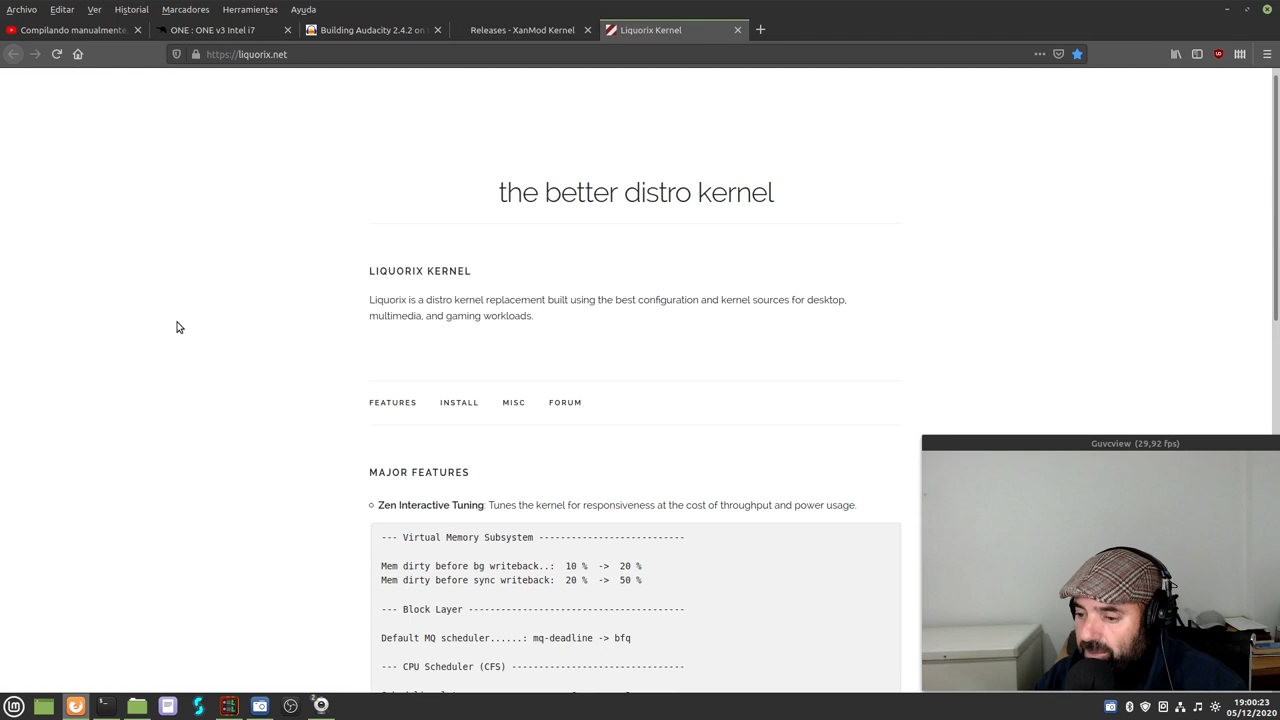 Archivo Editar Ver Historial Marcadores Herramientas Ayuda
Compilando manualmente.
ONE : ONE v3 Intel i7
Building Audacity 2.4.2 on
Releases - XanMod Kernel
Liquorix Kernel
https://liquorix.net
the better distro kernel
LIQUORIX KERNEL
Liquorix is a distro kernel replacement built using the best configuration and kernel sources for desktop,
multimedia, and gaming workloads.
FEATURES INSTALL MISC FORUM
MAJOR FEATURES
Zen Interactive Tuning: Tunes the kernel for responsiveness at the cost of throughput and power usage.
--- Virtual Memory Subsystem ---------------------------
Mem dirty before bg writeback..: 10 % -> 20 %
Mem dirty before sync writeback: 20 % -> 50 %
--- Block Layer ----------------------------------------
Default MQ scheduler......: mq-deadline -> bfq
--- CPU Scheduler (CFS) --------------------------------
Guvcview (29,92 fps)
19:00:23
05/12/2020